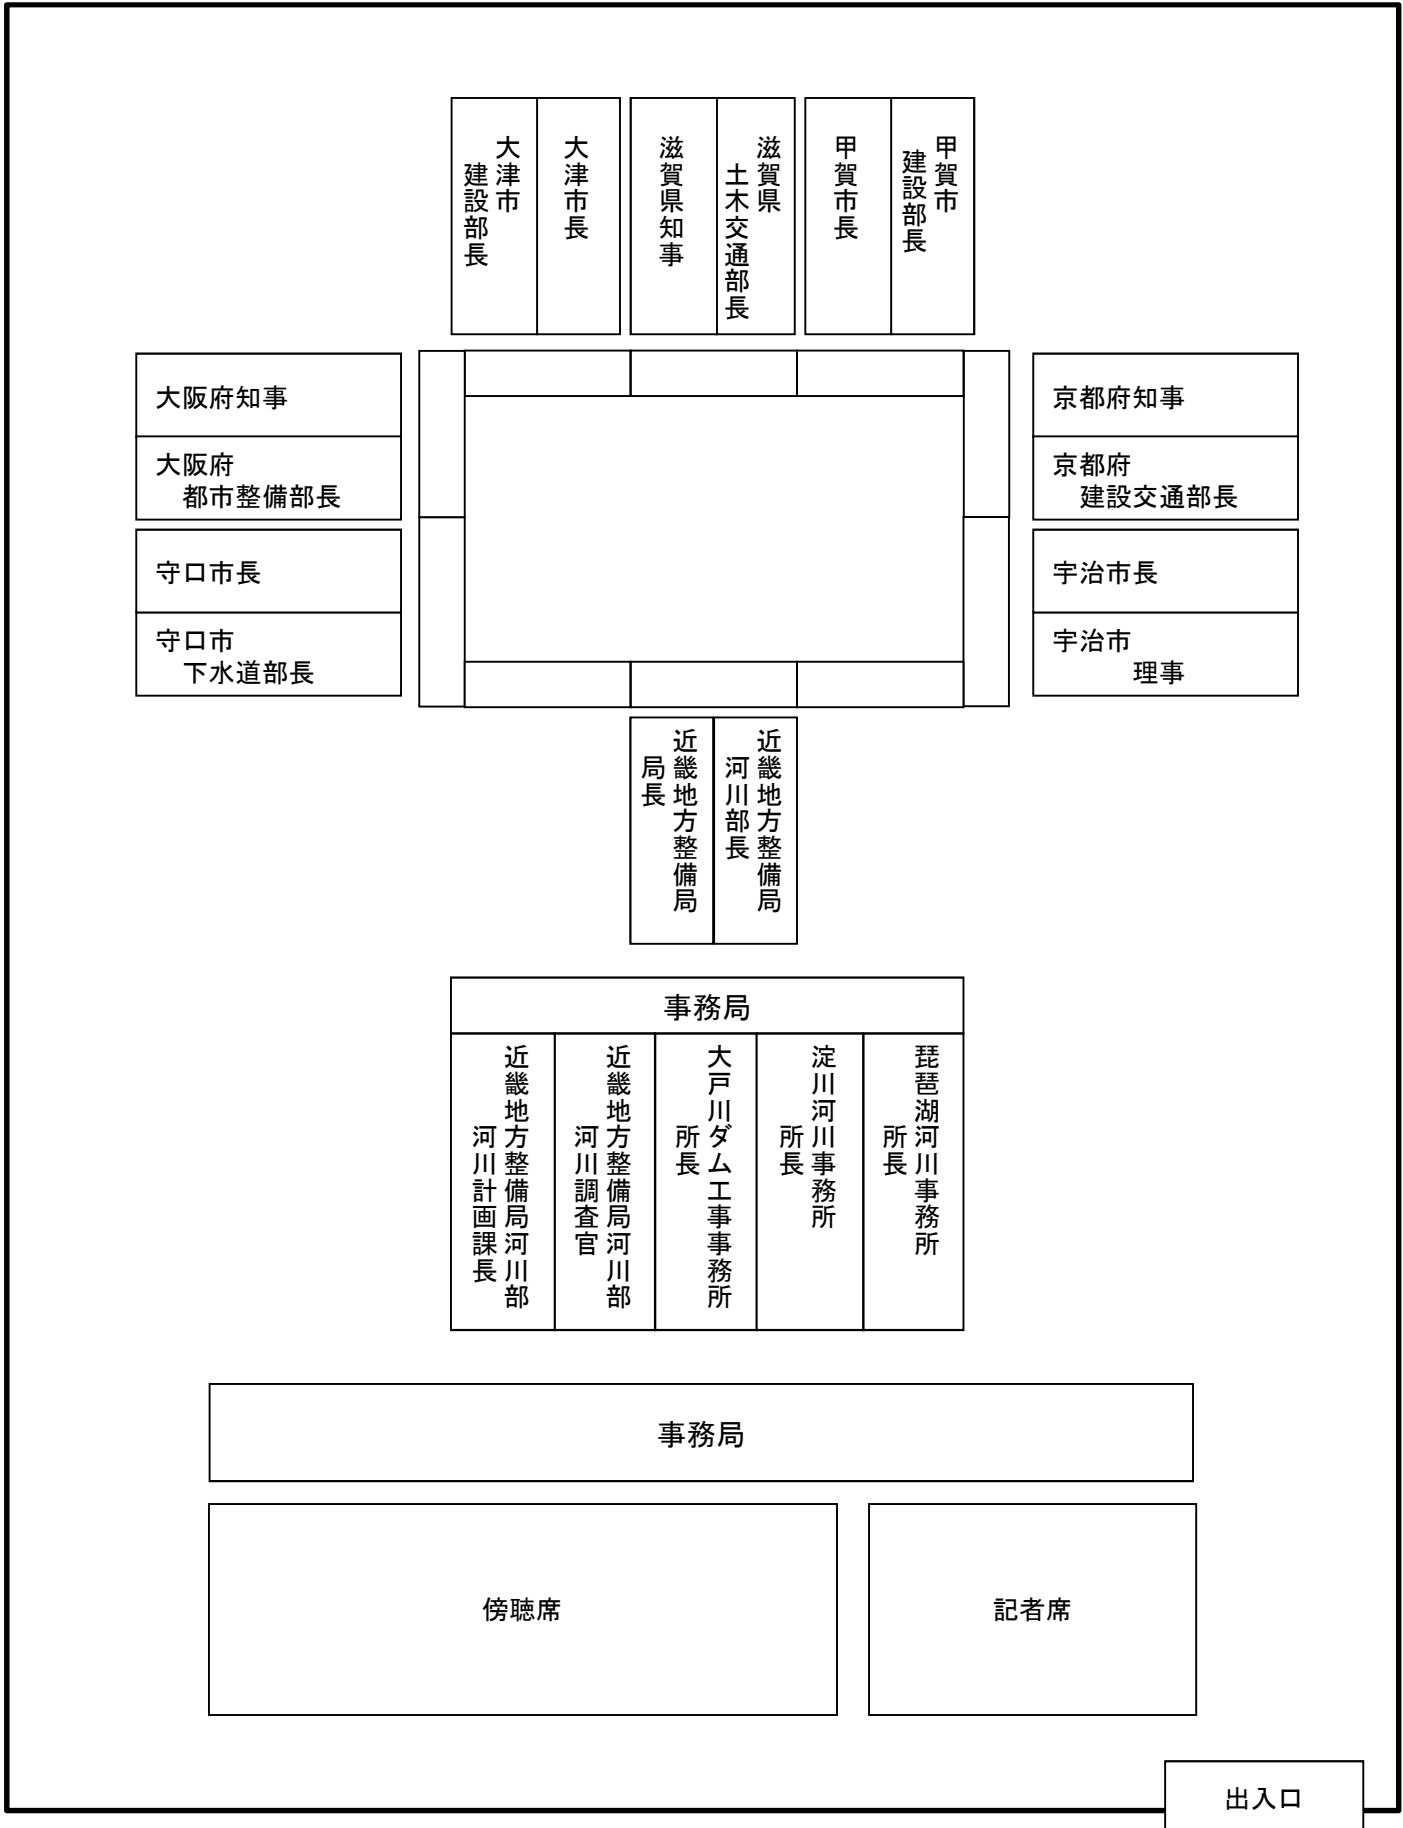 大津市
建設部長
大津市長
滋賀県知事
滋賀県
土木交通部長
甲賀市長
甲賀市
建設部長
大阪府知事
大阪府
都市整備部長
守口市長
守口市
下水道部長
京都府知事
京都府
建設交通部長
宇治市長
宇治市
理事
近畿地方整備局
局長
近畿地方整備局
河川部長
事務局
近畿地方整備局河川部
河川計画課長
近畿地方整備局河川部
河川調査官
大戸川ダム工事事務所
所長
淀川河川事務所
所長
琵琶湖河川事務所
所長
事務局
傍聴席
記者席
出入口